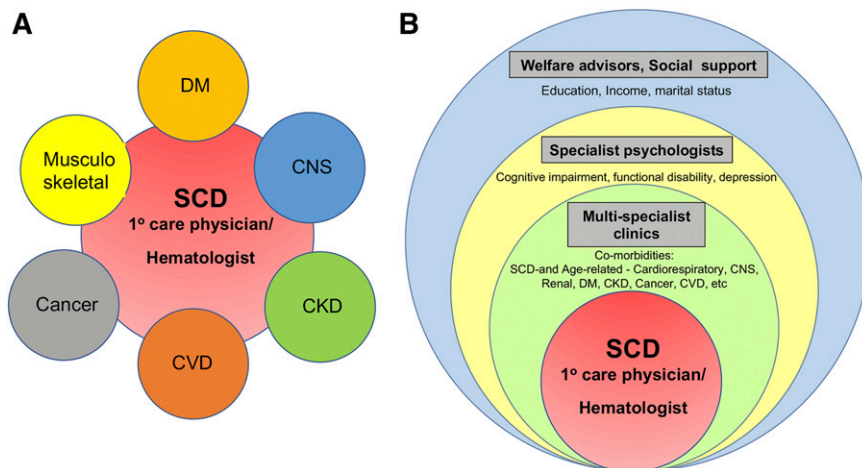 A
DM
CNS
CKD
CVD
Cancer
Musculo
skeletal
SCD
1º care physician/
Hematologist
B
Welfare advisors, Social support
Education, Income, marital status
Specialist psychologists
Cognitive impairment, functional disability, depression
Multi-specialist
clinics
Co-morbidities:
SCD-and Age-related - Cardiorespiratory, CNS,
Renal, DM, CKD, Cancer, CVD, etc
SCD
1º care physician/
Hematologist